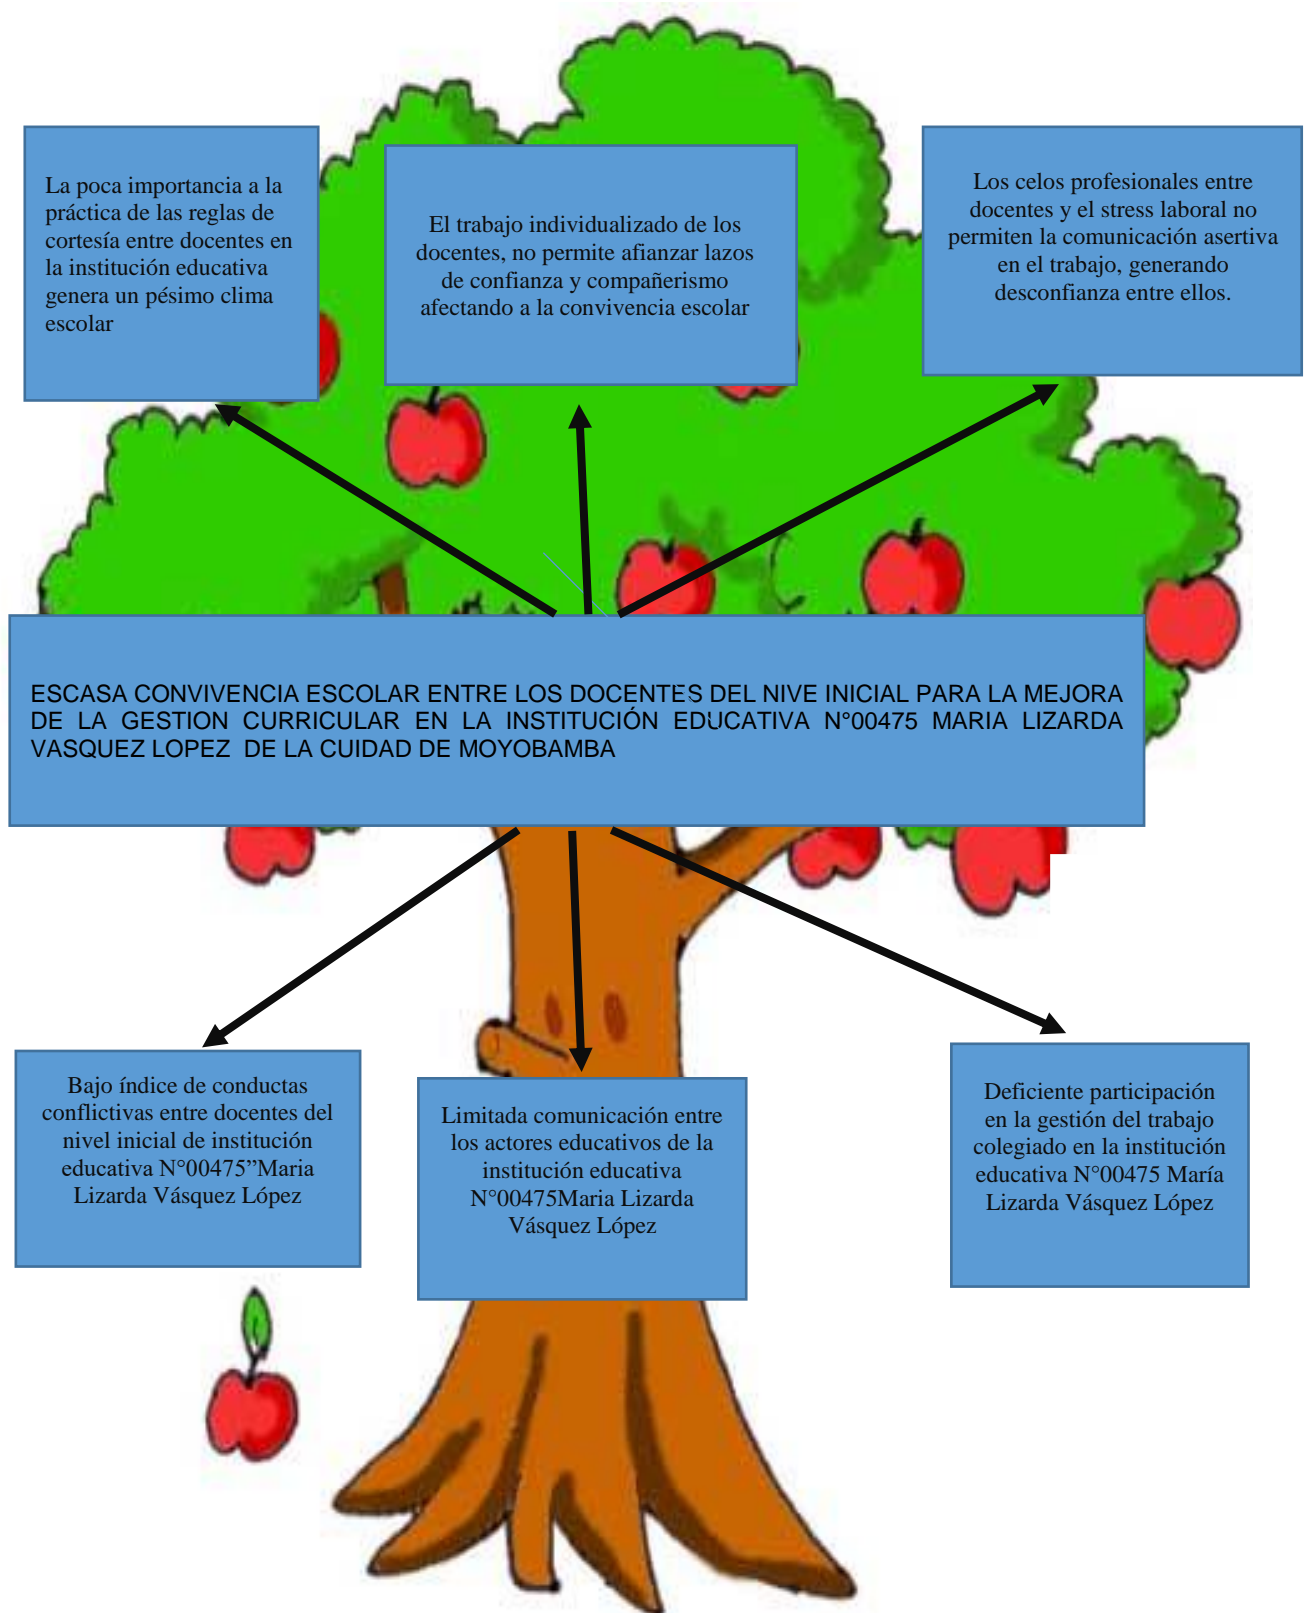 La poca importancia a la
práctica de las reglas de
cortesía entre docentes en
la institución educativa
genera un pésimo clima
escolar
El trabajo individualizado de los
docentes, no permite afianzar lazos
de confianza y compañerismo
afectando a la convivencia escolar
Los celos profesionales entre
docentes y el stress laboral no
permiten la comunicación asertiva
en el trabajo, generando
desconfianza entre ellos.
ESCASA CONVIVENCIA ESCOLAR ENTRE LOS DOCENTES DEL NIVE INICIAL PARA LA MEJORA
DE LA GESTION CURRICULAR EN LA INSTITUCIÓN EDUCATIVA N°00475 MARIA LIZARDA
VASQUEZ LOPEZ DE LA CUIDAD DE MOYOBAMBA
Bajo índice de conductas
conflictivas entre docentes del
nivel inicial de institución
educativa N°00475”Maria
Lizarda Vásquez López
Limitada comunicación entre
los actores educativos de la
institución educativa
N°00475Maria Lizarda
Vásquez López
Deficiente participación
en la gestión del trabajo
colegiado en la institución
educativa N°00475 María
Lizarda Vásquez López